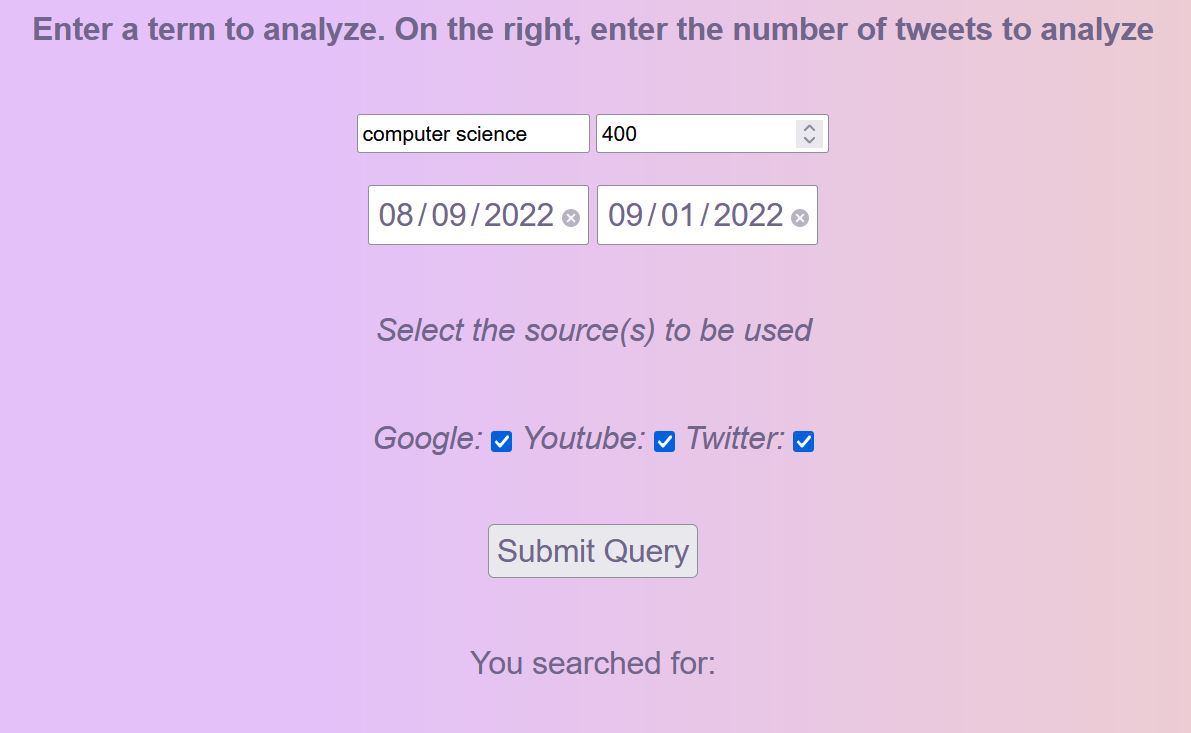 Enter a term to analyze. On the right, enter the number of tweets to analyze
computer science 400
08/09/2022 09/01/2022
Select the source(s) to be used
Google: Youtube: Twitter:
Submit Query
You searched for: